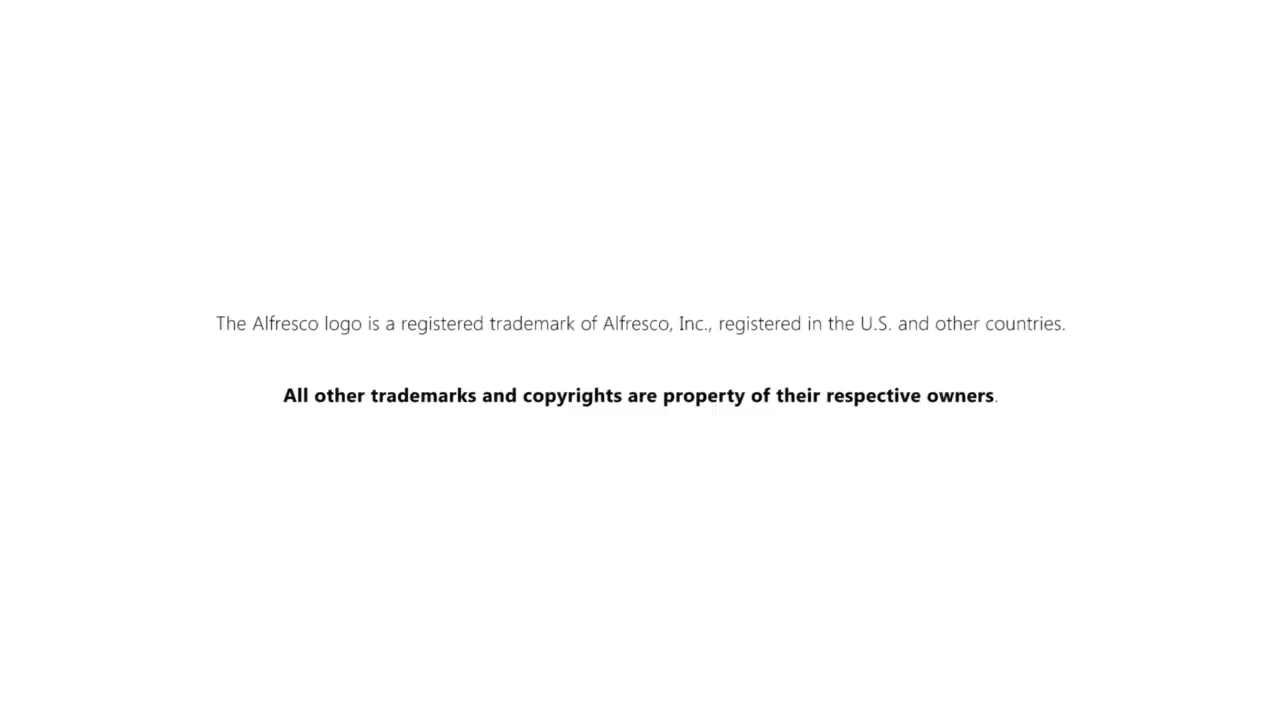 The Alfresco logo is a registered trademark of Alfresco, Inc., registered in the U.S. and other countries.
All other trademarks and copyrights are property of their respective owners.